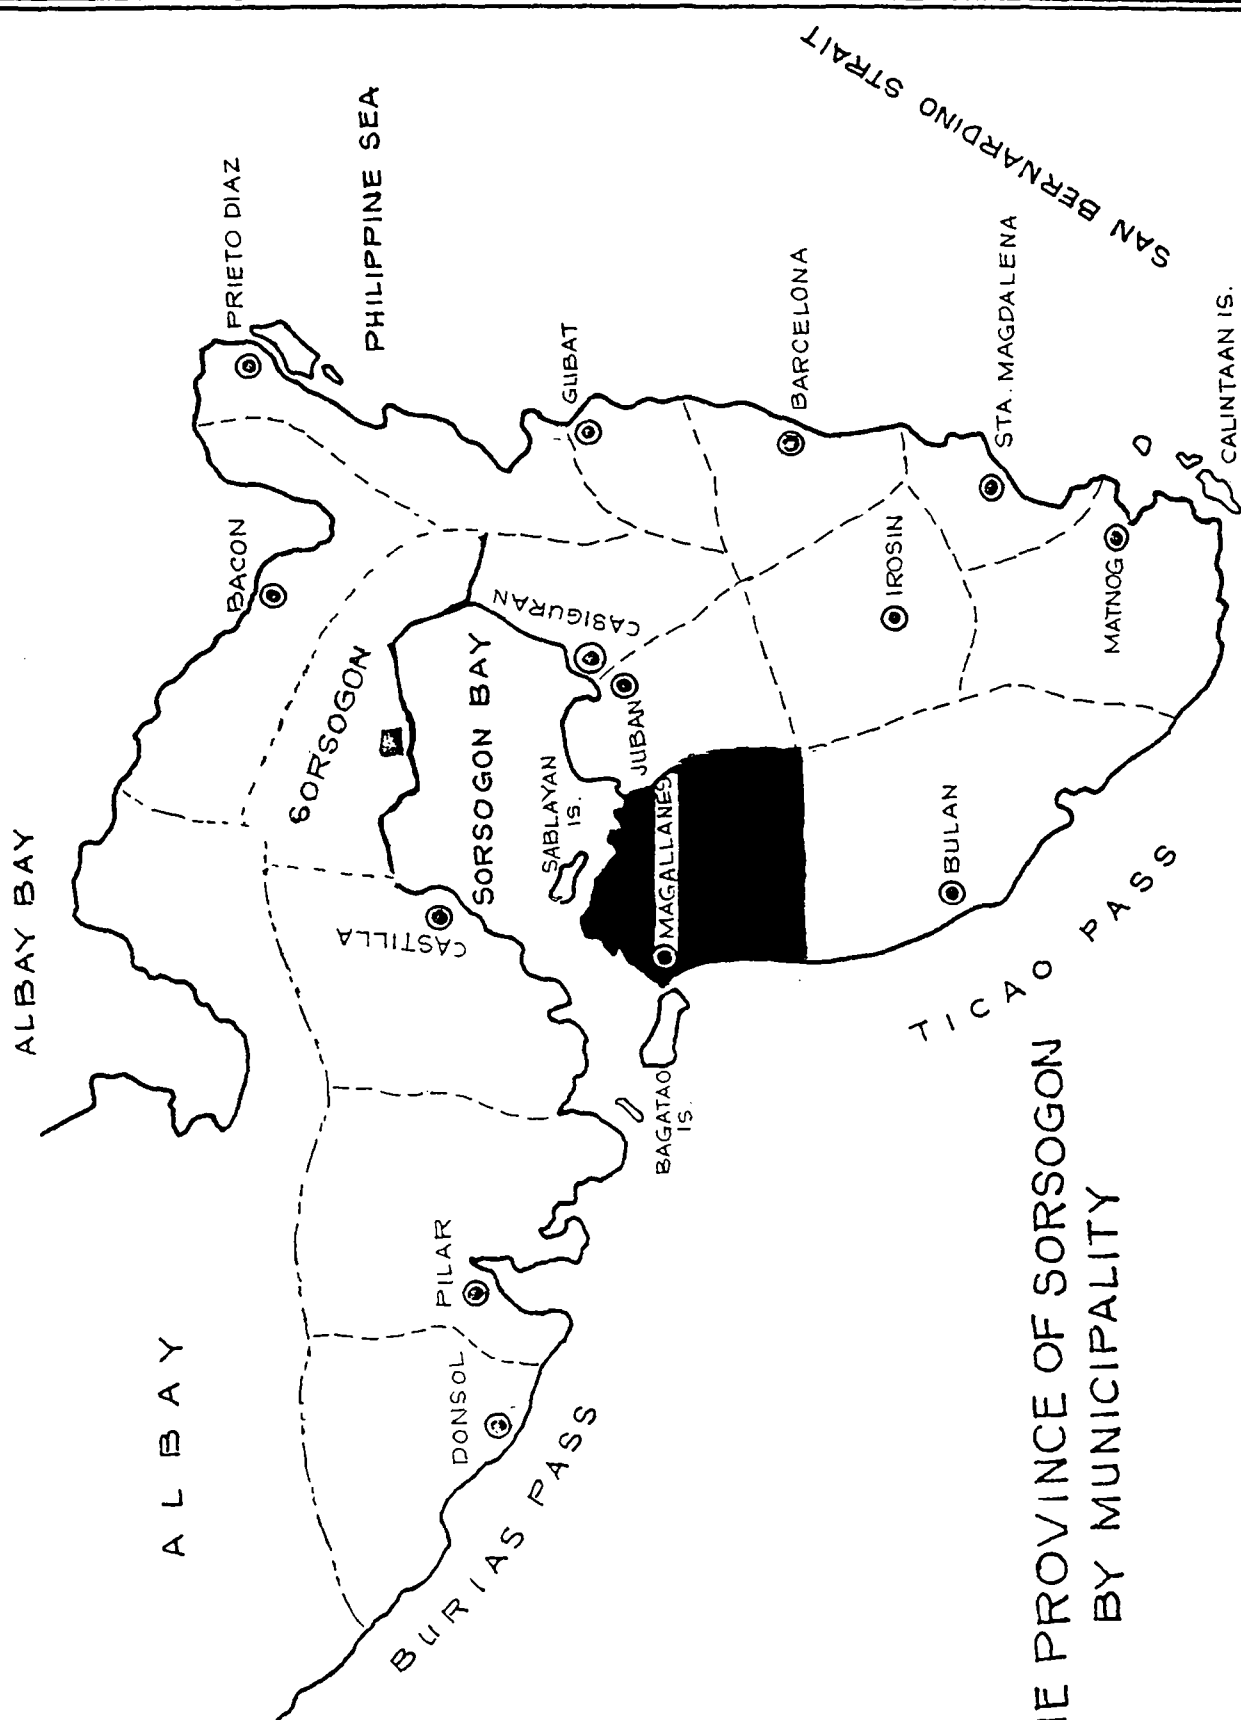 ALBAY BAY
ALBAY
PRIETO DIAZ
PHILIPPINE SEA
SAN BERNARDINO STRAIT
BACON
SORSOGON
GUBAT
BARCELONA
STA. MAGDALENA
CALINTAAN IS.
CASIGURAN
SORSOGON BAY
CASTILLA
JUBAN
IROSIN
MATNOG
SABLAYAN
IS.
MAGALLANES
BULAN
BAGATAO
IS.
PILAR
DONSOL
BURIAS PASS
TICAO PASS
HE PROVINCE OF SORSOGON
BY MUNICIPALITY